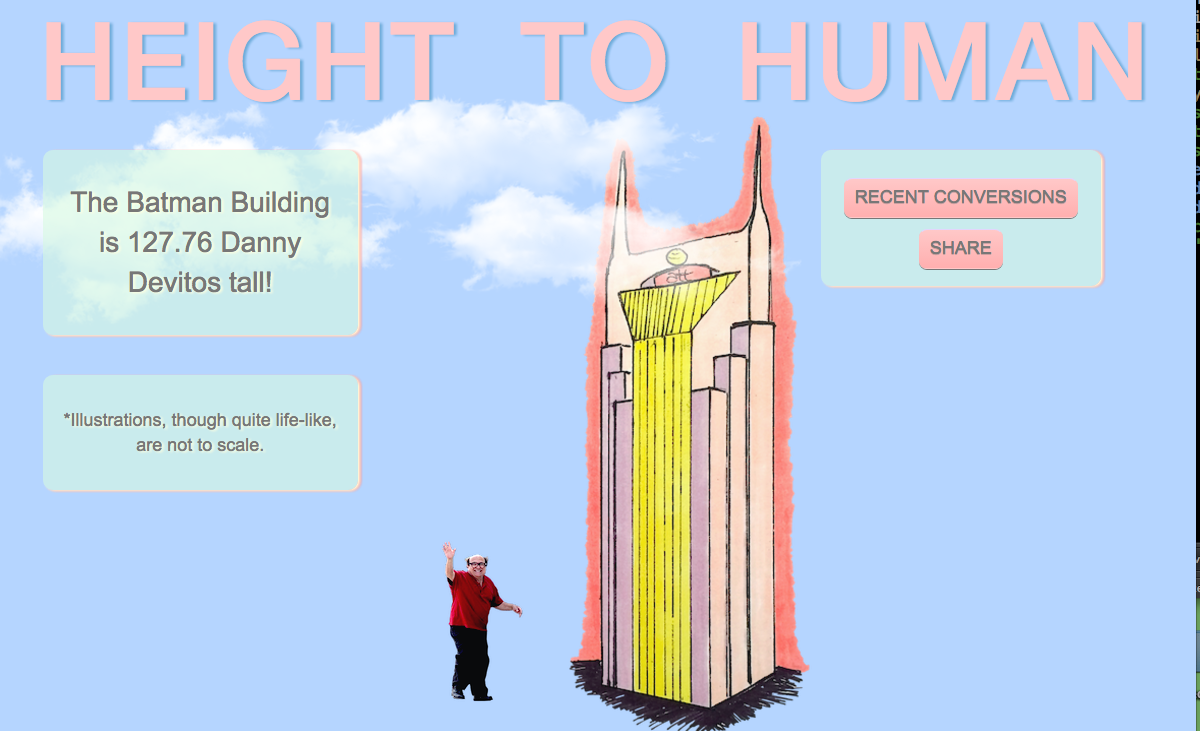 HEIGHT TO HUMAN
The Batman Building
is 127.76 Danny
Devitos tall!
*Illustrations, though quite life-like,
are not to scale.
att
RECENT CONVERSIONS
SHARE